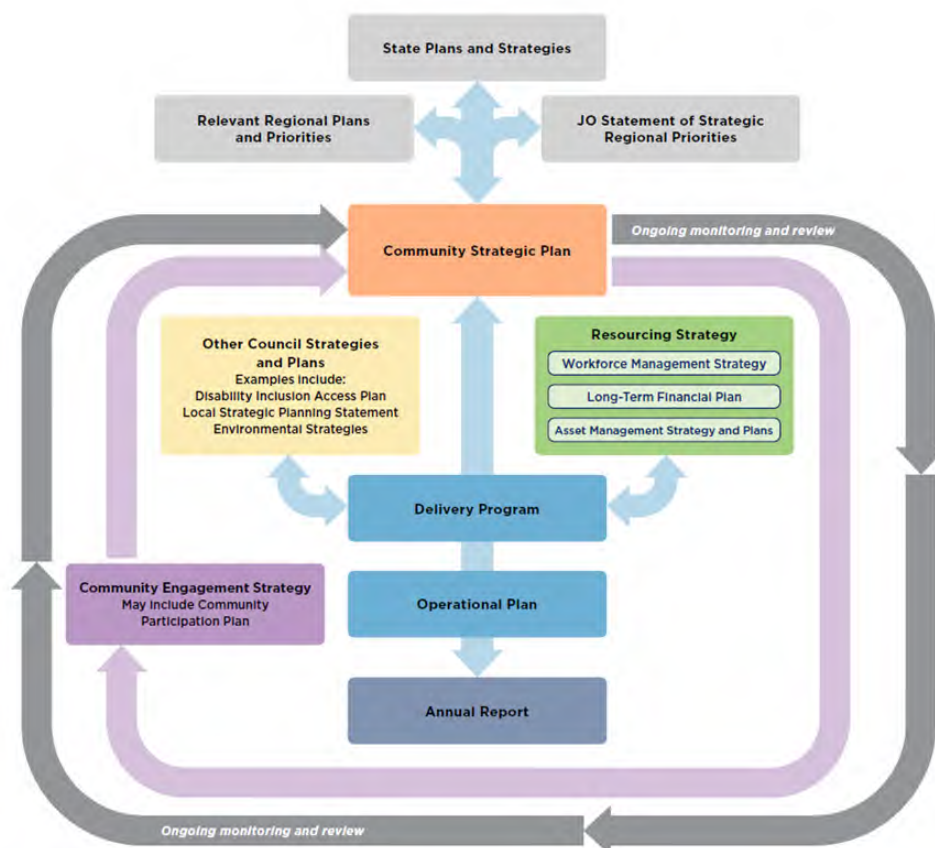 State Plans and Strategies
Relevant Regional Plans
and Priorities
JO Statement of Strategic
Regional Priorities
Community Strategic Plan
Ongoing monitoring and review
Other Council Strategies
and Plans
Examples include:
Disability Inclusion Access Plan
Local Strategic Planning Statement
Environmental Strategies
Resourcing Strategy
Workforce Management Strategy
Long-Term Financial Plan
Asset Management Strategy and Plans
Delivery Program
Community Engagement Strategy
May Include Community
Participation Plan
Operational Plan
Annual Report
Ongoing monitoring and review